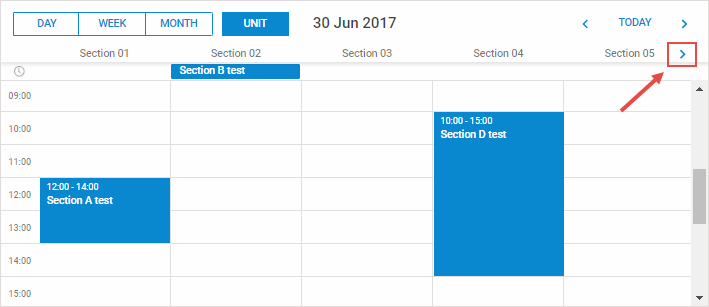 DAY WEEK MONTH UNIT 30 Jun 2017 TODAY
Section 01 Section 02 Section 03 Section 04 Section 05
Section B test
09:00
10:00 10:00 - 15:00
Section D test
11:00
12:00 12:00 - 14:00
Section A test
13:00
14:00
15:00